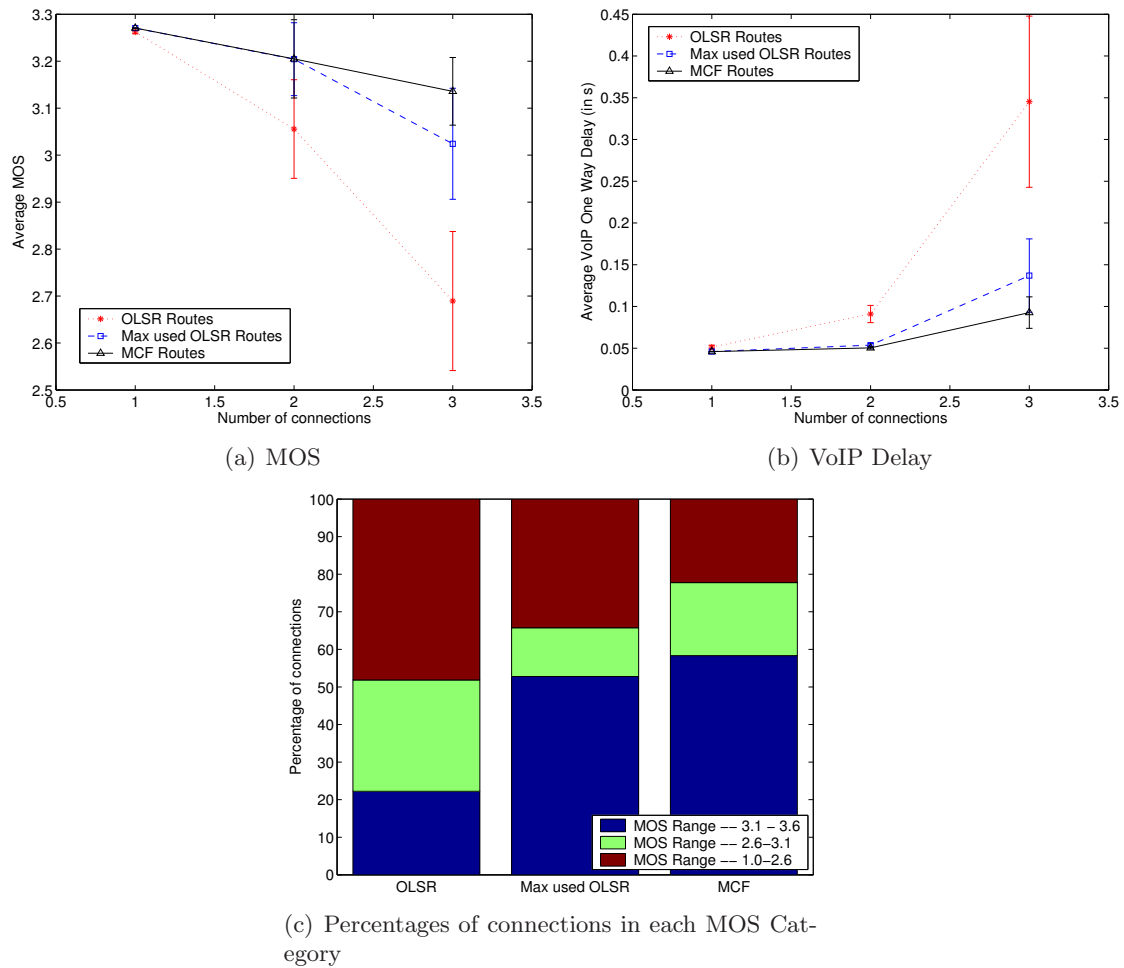 3.3
3.2
3.1
3
2.9
2.8
2.7
2.6
2.5
Average MOS
OLSR Routes
Max used OLSR Routes
MCF Routes
0.5 1 1.5 2 2.5 3 3.5
Number of connections
(a) MOS
0.45
0.4
0.35
0.3
0.25
0.2
0.15
0.1
0.05
0
Average VoIP One Way Delay (in s)
OLSR Routes
Max used OLSR Routes
MCF Routes
0.5 1 1.5 2 2.5 3 3.5
Number of connections
(b) VoIP Delay
100
90
80
70
60
50
40
30
20
10
0
Percentage of connections
MOS Range −− 3.1 − 3.6
MOS Range −− 2.6−3.1
MOS Range −− 1.0−2.6
OLSR Max used OLSR MCF
(c) Percentages of connections in each MOS Cat-
egory